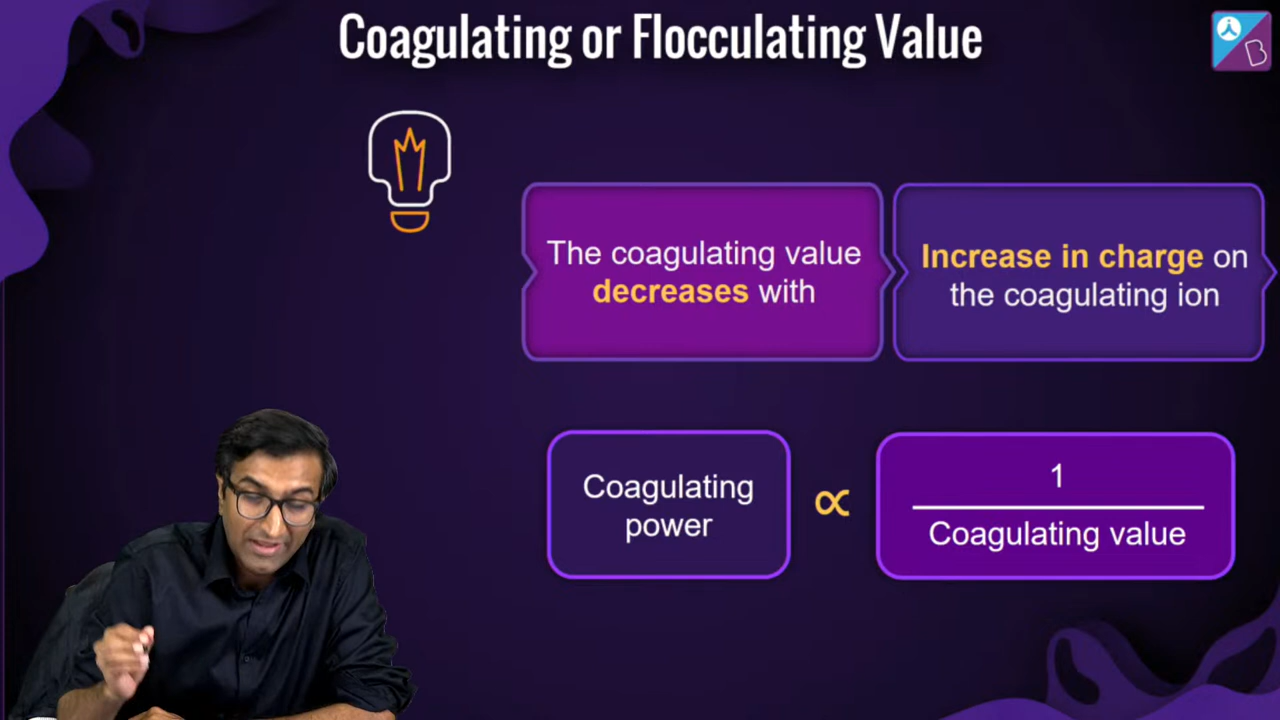 Coagulating or Flocculating Value
The coagulating value
decreases with
Increase in charge on
the coagulating ion
Coagulating
power
∝
1
Coagulating value
B